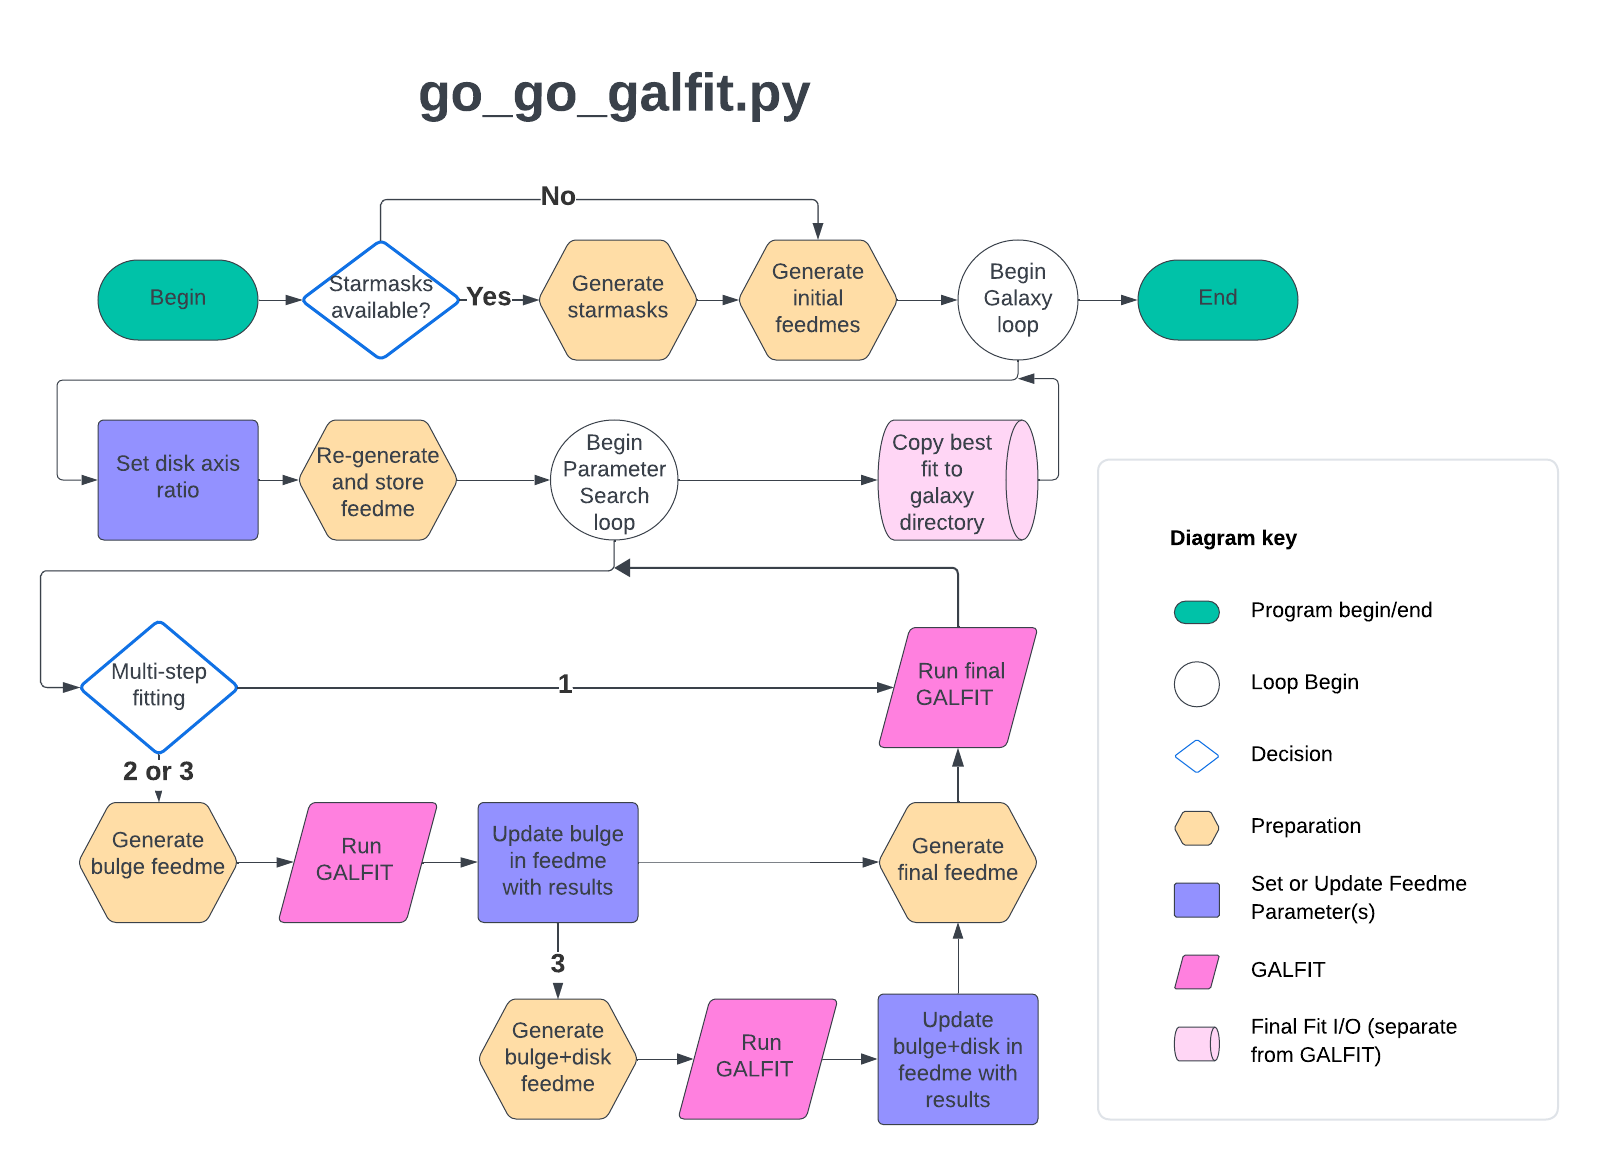 go_go_galfit.py
No
Begin
Starmasks
available?
Yes
Generate
starmasks
Generate
initial
feedmes
Begin
Galaxy
loop
End
Set disk axis
ratio
Re-generate
and store
feedme
Begin
Parameter
Search
loop
Copy best
fit to
galaxy
directory
Multi-step
fitting
1
Run final
GALFIT
2 or 3
Generate
bulge feedme
Run
GALFIT
Update bulge
in feedme
with results
Generate
final feedme
3
Generate
bulge+disk
feedme
Run
GALFIT
Update
bulge+disk in
feedme with
results
Diagram key
Program begin/end
Loop Begin
Decision
Preparation
Set or Update Feedme
Parameter(s)
GALFIT
Final Fit I/O (separate
from GALFIT)